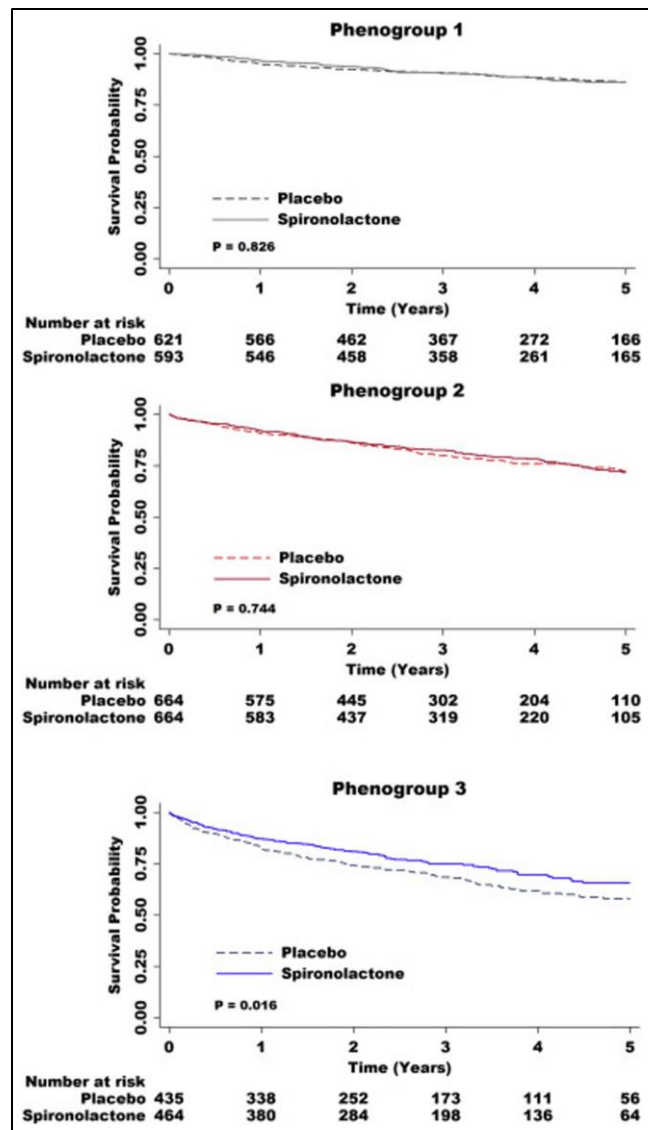 Phenogroup 1
Survival Probability
1.00
0.75
0.50
0.25
0.00
Placebo
Spironolactone
P = 0.826
0 1 2 3 4 5
Time (Years)
Number at risk
Placebo 621 566 462 367 272 166
Spironolactone 593 546 458 358 261 165
Phenogroup 2
Survival Probability
1.00
0.75
0.50
0.25
0.00
Placebo
Spironolactone
P = 0.744
0 1 2 3 4 5
Time (Years)
Number at risk
Placebo 664 575 445 302 204 110
Spironolactone 664 583 437 319 220 105
Phenogroup 3
Survival Probability
1.00
0.75
0.50
0.25
0.00
Placebo
Spironolactone
P = 0.016
0 1 2 3 4 5
Time (Years)
Number at risk
Placebo 435 338 252 173 111 56
Spironolactone 464 380 284 198 136 64